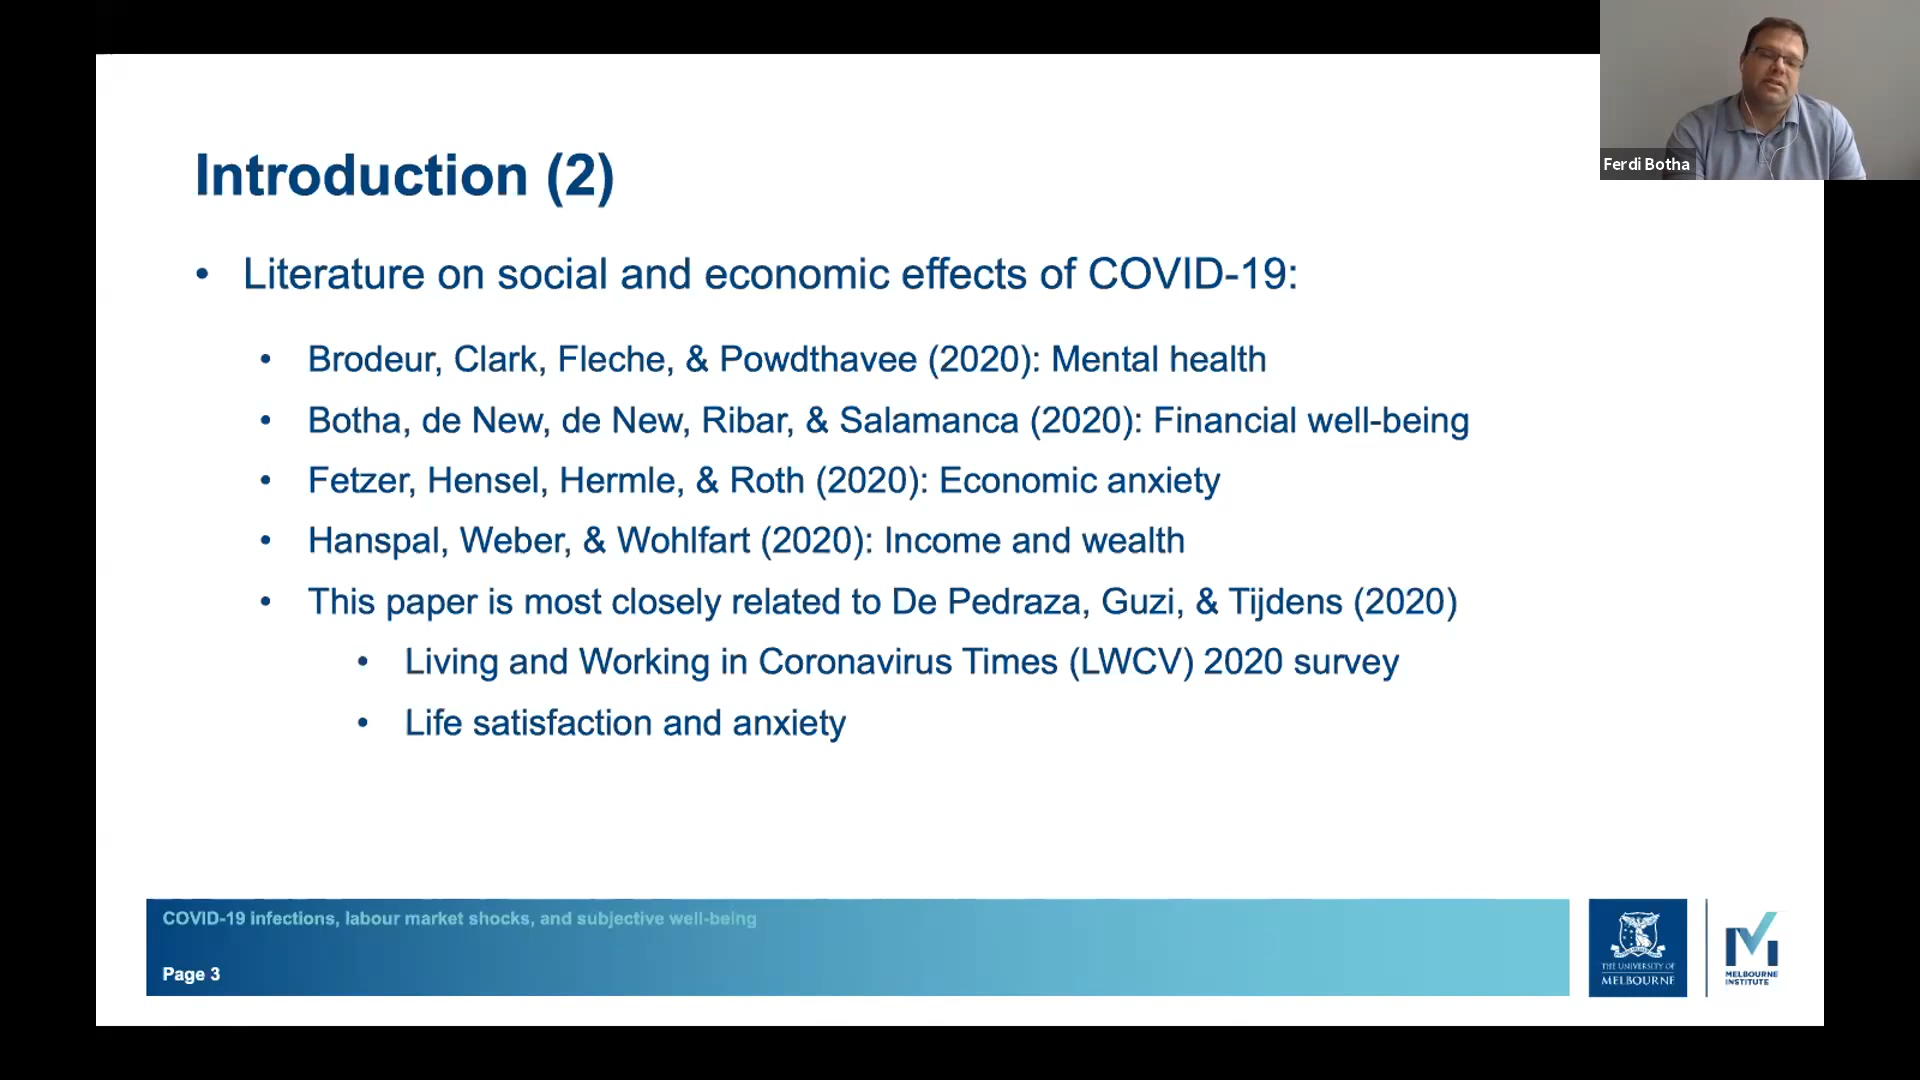 Ferdi Botha
Introduction (2)
• Literature on social and economic effects of COVID-19:
• Brodeur, Clark, Fleche, & Powdthavee (2020): Mental health
• Botha, de New, de New, Ribar, & Salamanca (2020): Financial well-being
• Fetzer, Hensel, Hermle, & Roth (2020): Economic anxiety
• Hanspal, Weber, & Wohlfart (2020): Income and wealth
• This paper is most closely related to De Pedraza, Guzi, & Tijdens (2020)
• Living and Working in Coronavirus Times (LWCV) 2020 survey
• Life satisfaction and anxiety
COVID-19 infections, labour market shocks, and subjective well-being
Page 3
THE UNIVERSITY OF
MELBOURNE
MELBOURNE
INSTITUTE